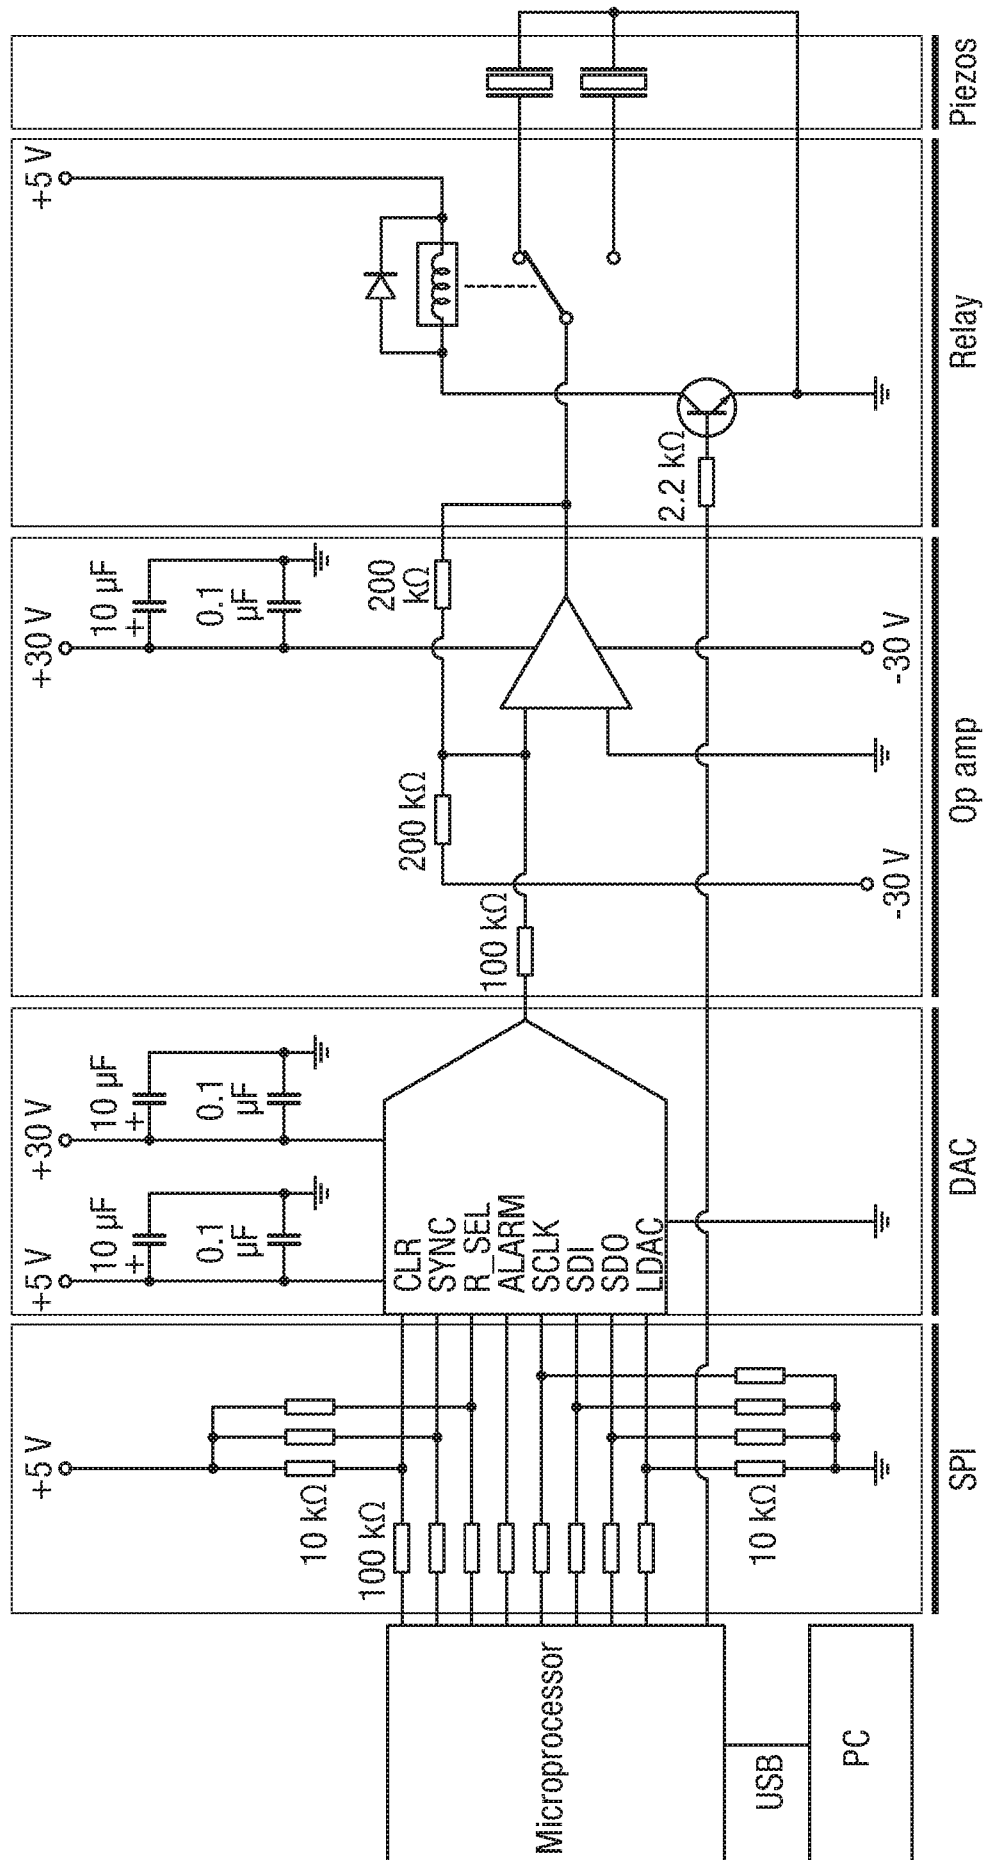 Microprocessor
USB
PC
+5 V
10 kΩ
100 kΩ
10 kΩ
SPI
+5 V
10 µF
+
0.1
µF
+30 V
10 µF
+
0.1
µF
CLR
SYNC
R_SEL
ALARM
SCLK
SDI
SDO
LDAC
DAC
100 kΩ
200 kΩ
-30 V
+30 V
10 µF
+
0.1
µF
200
kΩ
-30 V
Op amp
2.2 kΩ
+5 V
Relay
Piezos